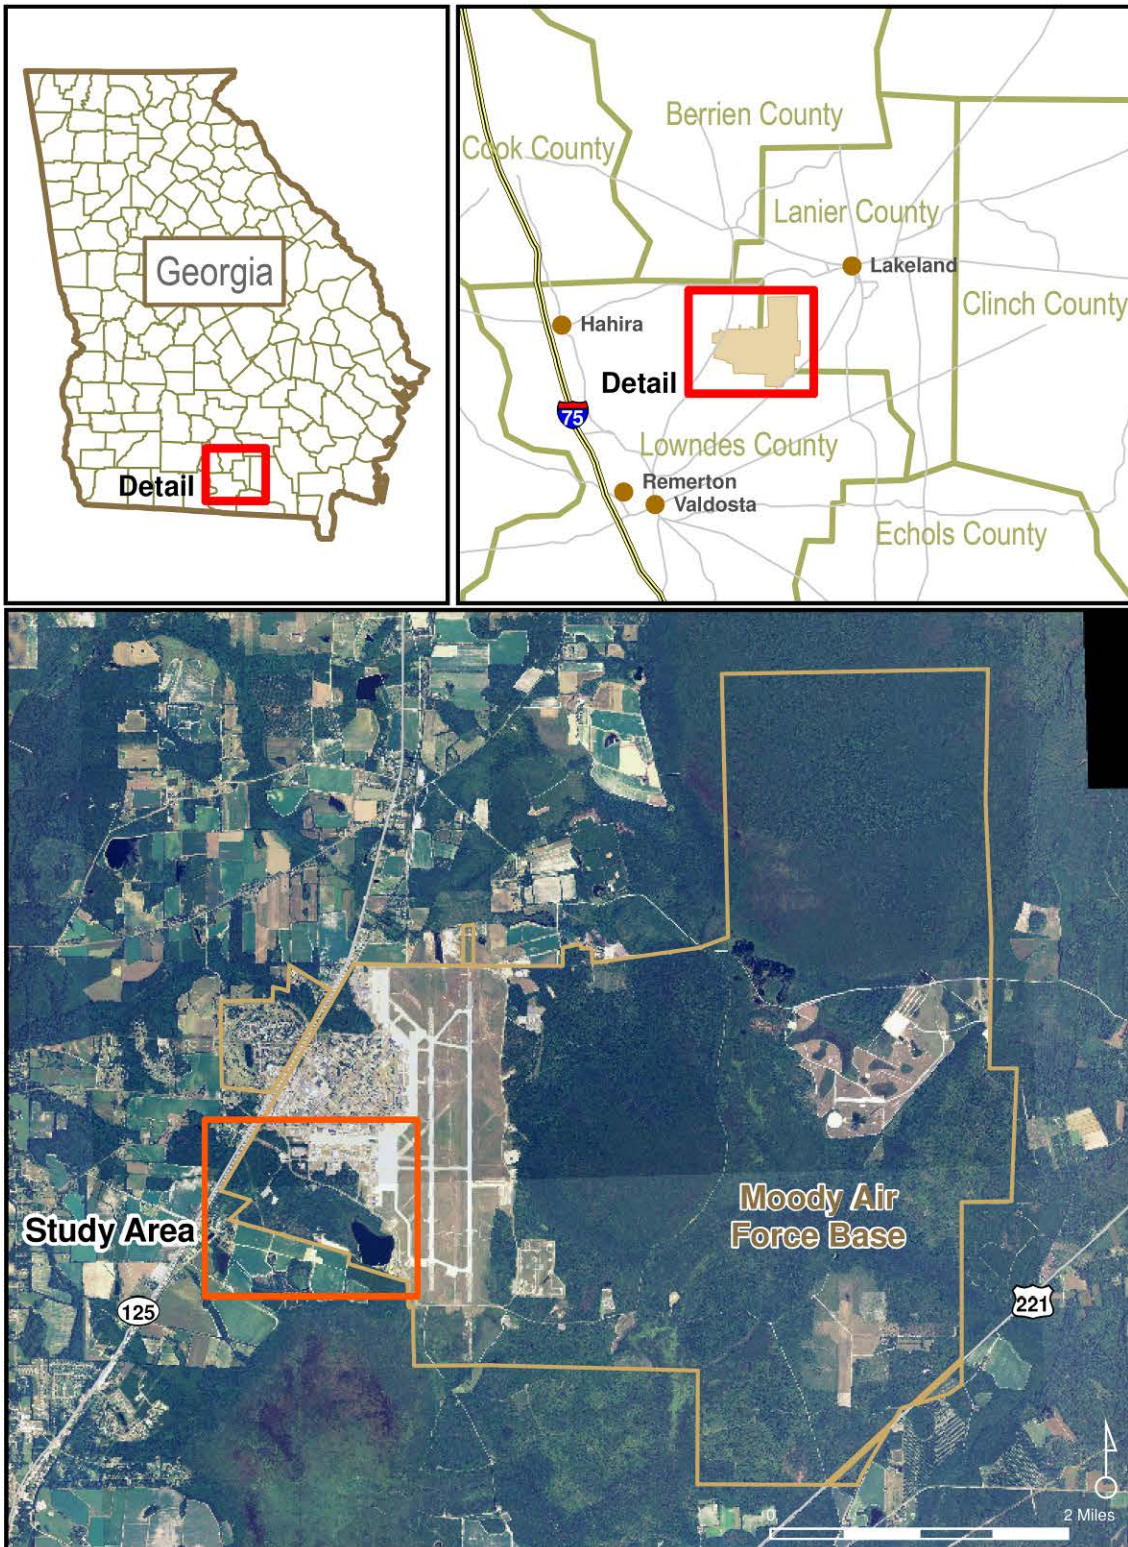 Georgia
Detail
Berrien County
Cook County
Lanier County
Lakeland
Clinch County
Hahira
Detail
75
Lowndes County
Remerton
Valdosta
Echols County
Study Area
Moody Air
Force Base
125
221
0
2 Miles